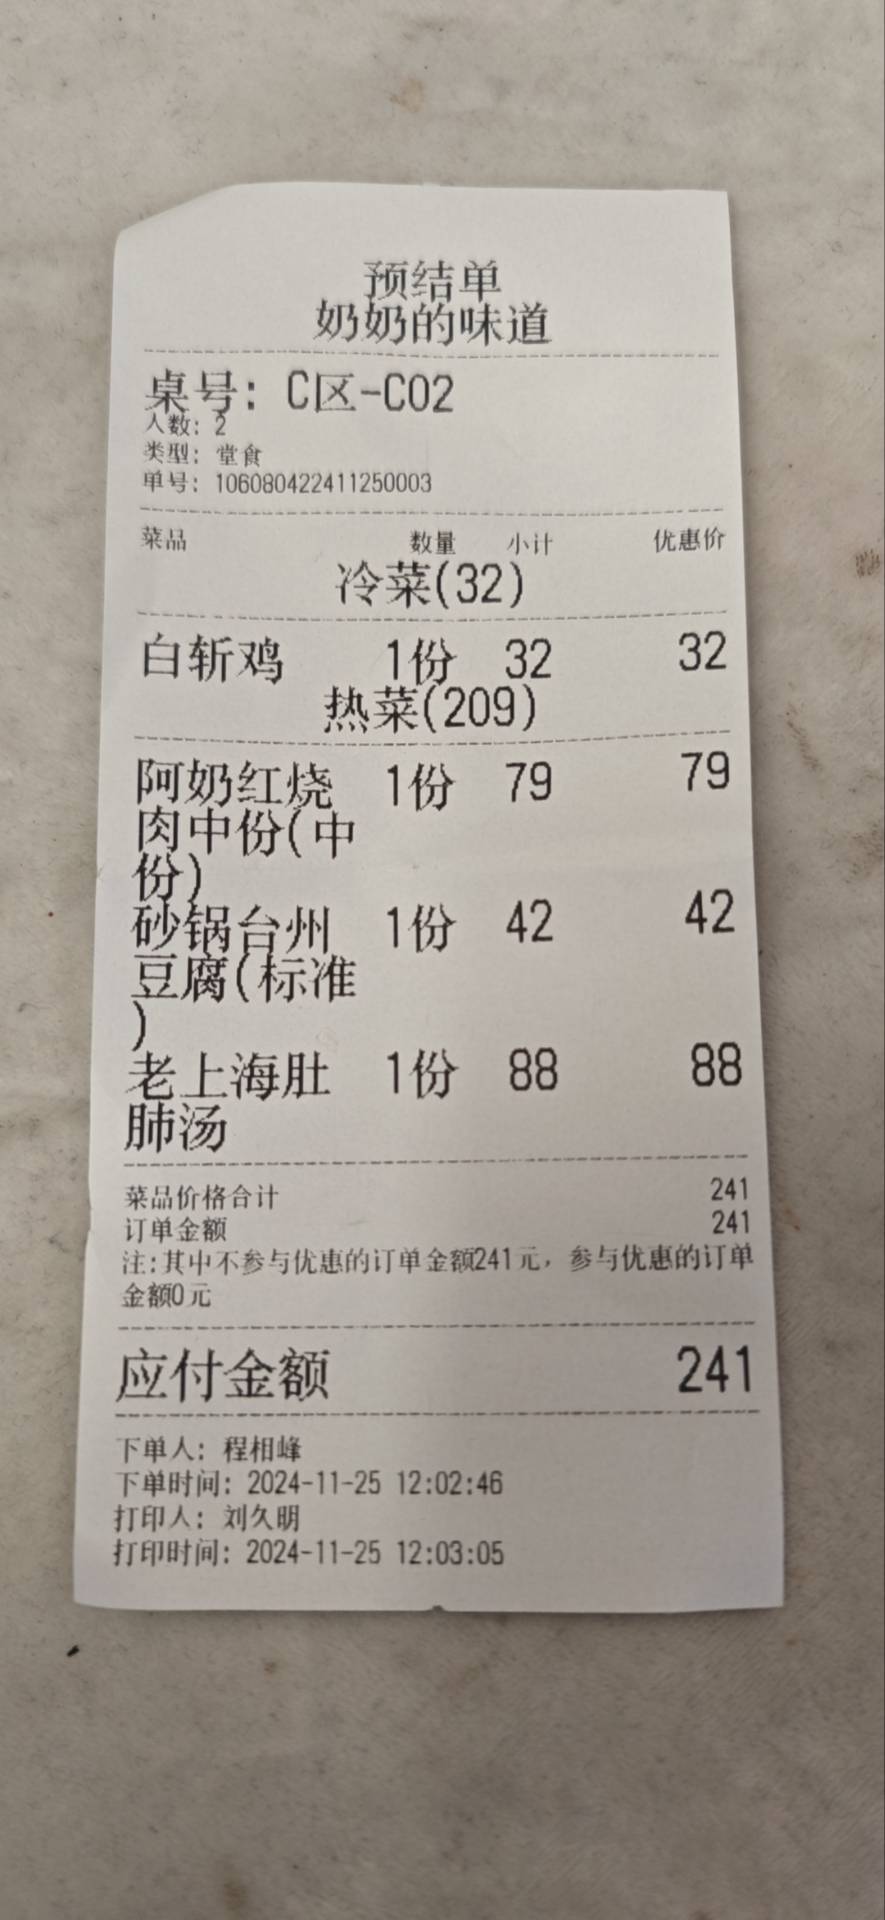 预结单
奶奶的味道
桌号: C区-C02
人数: 2
类型: 堂食
单号: 106080422411250003
菜品 数量 小计 优惠价
冷菜(32)
白斩鸡 1份 32 32
热菜(209)
阿奶红烧 1份 79 79
肉中份(中
份)
砂锅台州 1份 42 42
豆腐(标准
)
老上海肚 1份 88 88
肺汤
菜品价格合计 241
订单金额 241
注:其中不参与优惠的订单金额241元，参与优惠的订单
金额0元
应付金额 241
下单人: 程相峰
下单时间: 2024-11-25 12:02:46
打印人: 刘久明
打印时间: 2024-11-25 12:03:05